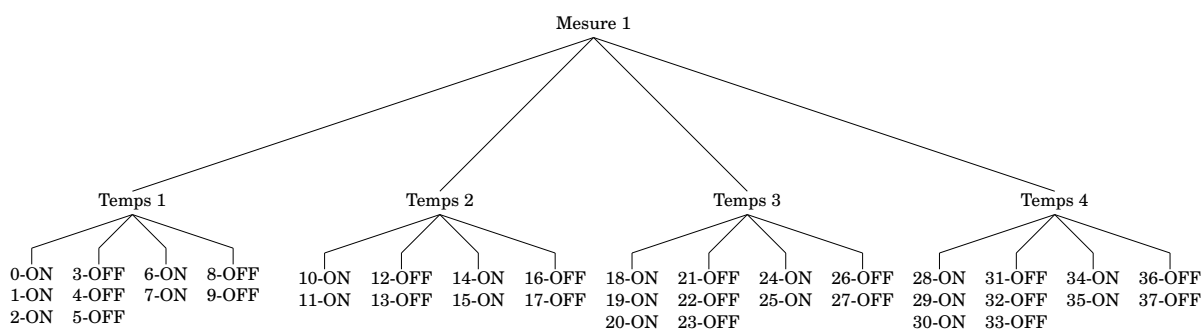 Mesure 1
Temps 1 Temps 2 Temps 3 Temps 4
0-ON 3-OFF 6-ON 8-OFF 10-ON 12-OFF 14-ON 16-OFF 18-ON 21-OFF 24-ON 26-OFF 28-ON 31-OFF 34-ON 36-OFF
1-ON 4-OFF 7-ON 9-OFF 11-ON 13-OFF 15-ON 17-OFF 19-ON 22-OFF 25-ON 27-OFF 29-ON 32-OFF 35-ON 37-OFF
2-ON 5-OFF 20-ON 23-OFF 30-ON 33-OFF